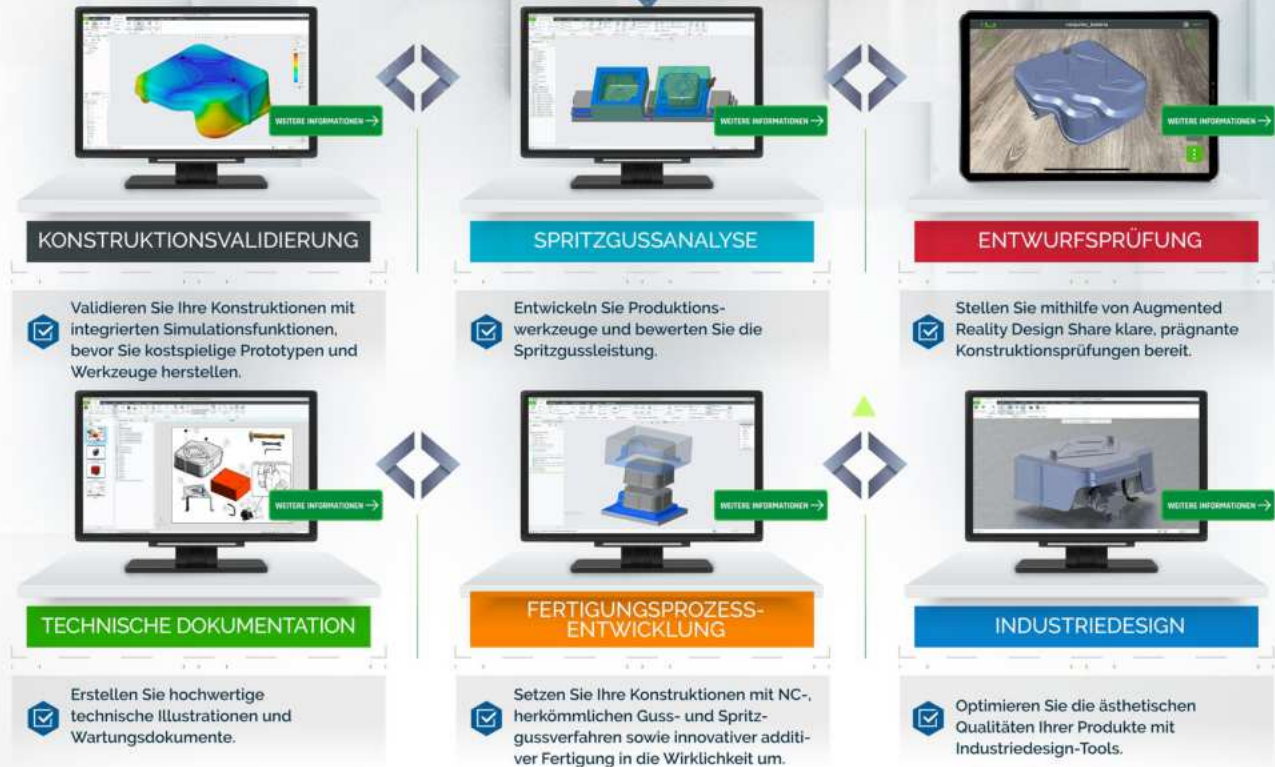 WEITERE INFORMATIONEN →
WEITERE INFORMATIONEN →
WEITERE INFORMATIONEN →
KONSTRUKTIONSVALIDIERUNG
SPRITZGUSSANALYSE
ENTWURFSPRÜFUNG
Validieren Sie Ihre Konstruktionen mit
integrierten Simulationsfunktionen,
bevor Sie kostspielige Prototypen und
Werkzeuge herstellen.
Entwickeln Sie Produktions-
werkzeuge und bewerten Sie die
Spritzgussleistung.
Stellen Sie mithilfe von Augmented
Reality Design Share klare, prägnante
Konstruktionsprüfungen bereit.
WEITERE INFORMATIONEN →
WEITERE INFORMATIONEN →
WEITERE INFORMATIONEN →
TECHNISCHE DOKUMENTATION
FERTIGUNGSPROZESS-
ENTWICKLUNG
INDUSTRIEDESIGN
Erstellen Sie hochwertige
technische Illustrationen und
Wartungsdokumente.
Setzen Sie Ihre Konstruktionen mit NC-,
herkömmlichen Guss- und Spritz-
gussverfahren sowie innovativer additi-
ver Fertigung in die Wirklichkeit um.
Optimieren Sie die ästhetischen
Qualitäten Ihrer Produkte mit
Industriedesign-Tools.